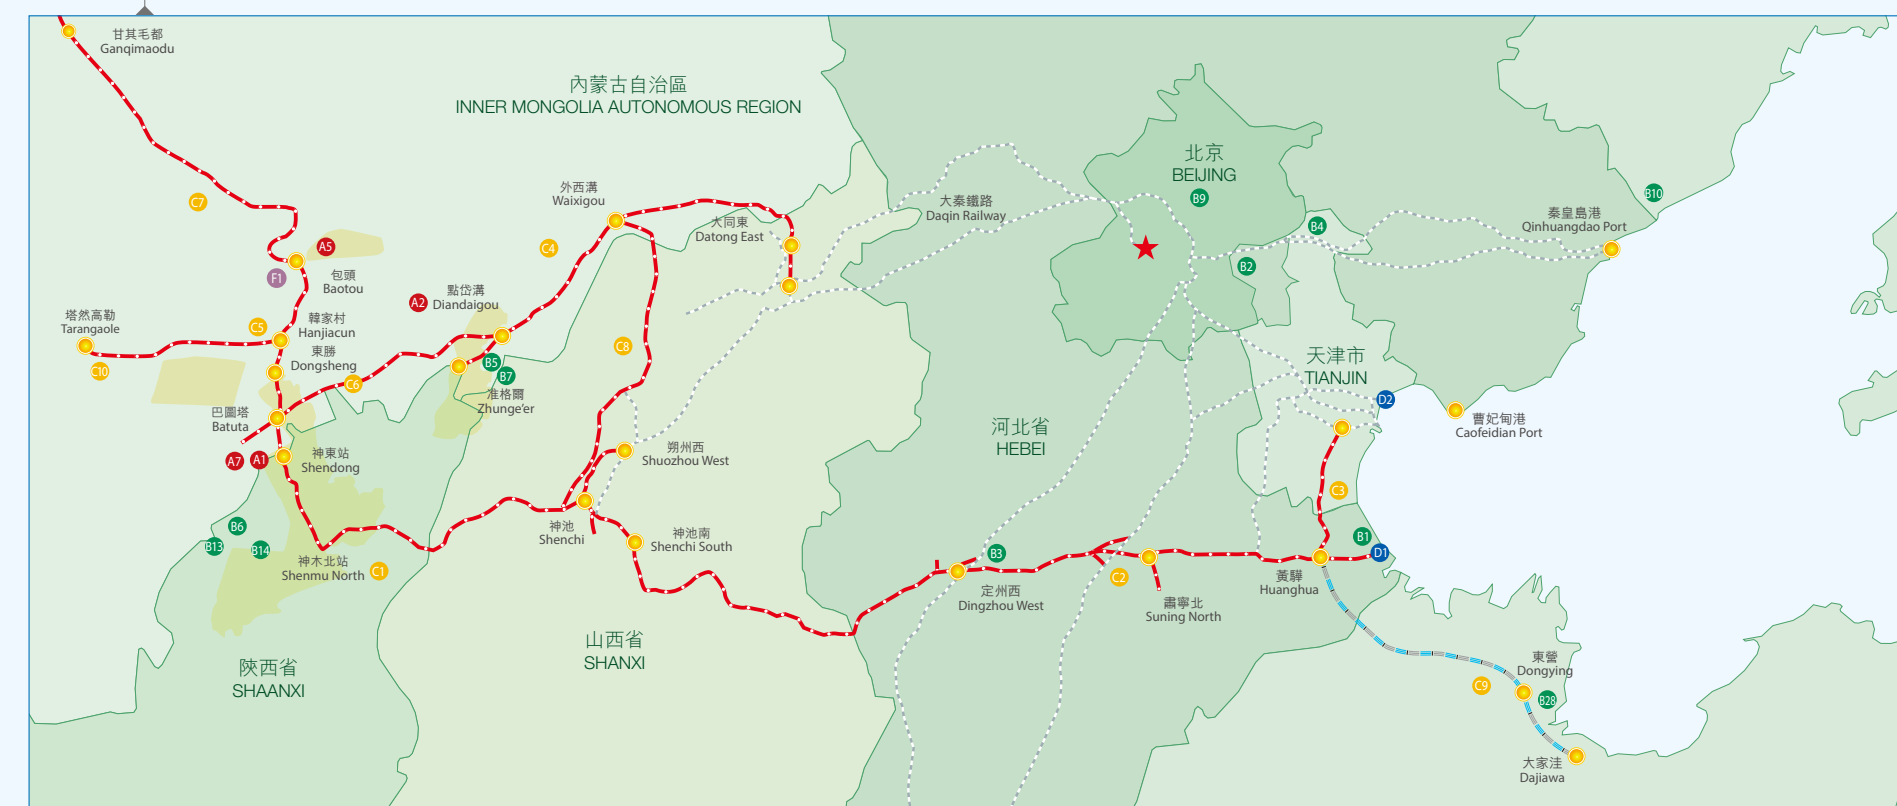 甘其毛都
Ganqimaodu
內蒙古自治區
INNER MONGOLIA AUTONOMOUS REGION
北京
BEIJING
B9
B10
C7
外西溝
Waixigou
大同東
Datong East
大秦鐵路
Daqin Railway
秦皇島港
Qinhuangdao Port
B4
A5
C4
B2
F1
包頭
Baotou
A2
點岱溝
Diandaigou
塔然高勒
Tarangaole
C5
韓家村
Hanjiacun
東勝
Dongsheng
C10
C6
C8
B5
B7
准格爾
Zhunge'er
天津市
TIANJIN
D2
曹妃甸港
Caofeidian Port
巴圖塔
Batuta
河北省
HEBEI
A7
A1
神東站
Shendong
朔州西
Shuozhou West
C3
B6
B13
B14
神木北站
Shenmu North
C1
神池
Shenchi
神池南
Shenchi South
B3
定州西
Dingzhou West
C2
肅寧北
Suning North
黃驊
Huanghua
B1
D1
陝西省
SHAANXI
山西省
SHANXI
東營
Dongying
C9
B28
大家洼
Dajiawa